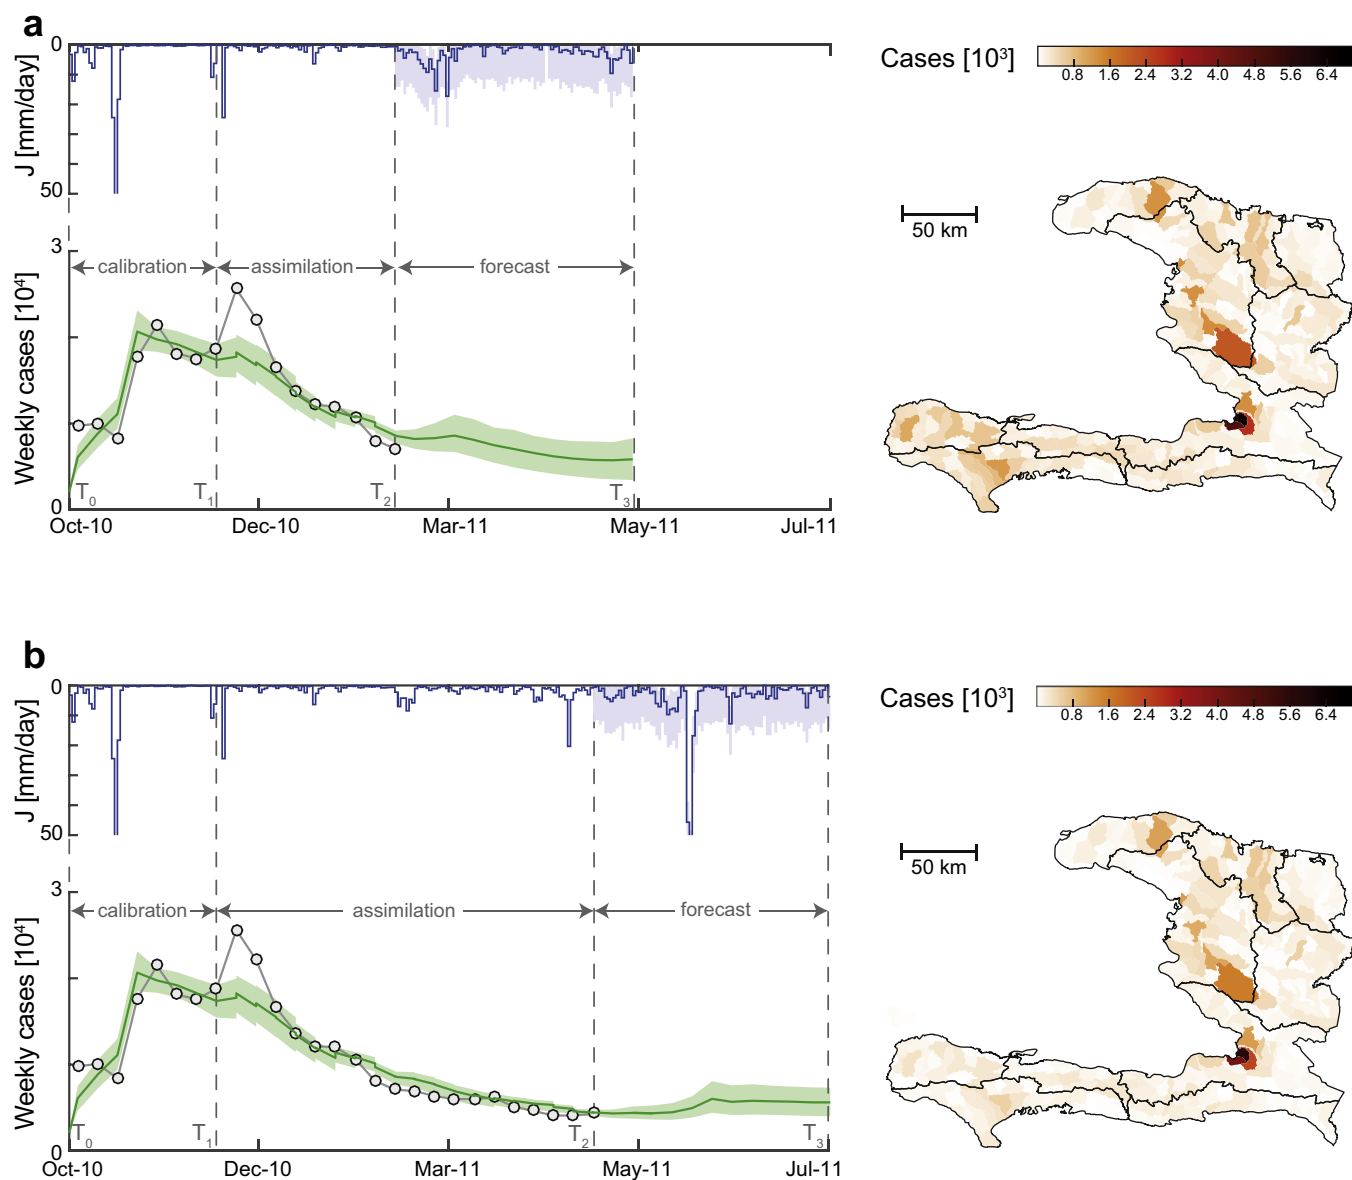 a
0
J [mm/day]
50
3
Weekly cases [10⁴]
0
calibration
assimilation
forecast
T₀
T₁
T₂
T₃
Oct-10
Dec-10
Mar-11
May-11
Jul-11
Cases [10³]
0.8 1.6 2.4 3.2 4.0 4.8 5.6 6.4
50 km
b
0
J [mm/day]
50
3
Weekly cases [10⁴]
0
calibration
assimilation
forecast
T₀
T₁
T₂
T₃
Oct-10
Dec-10
Mar-11
May-11
Jul-11
Cases [10³]
0.8 1.6 2.4 3.2 4.0 4.8 5.6 6.4
50 km